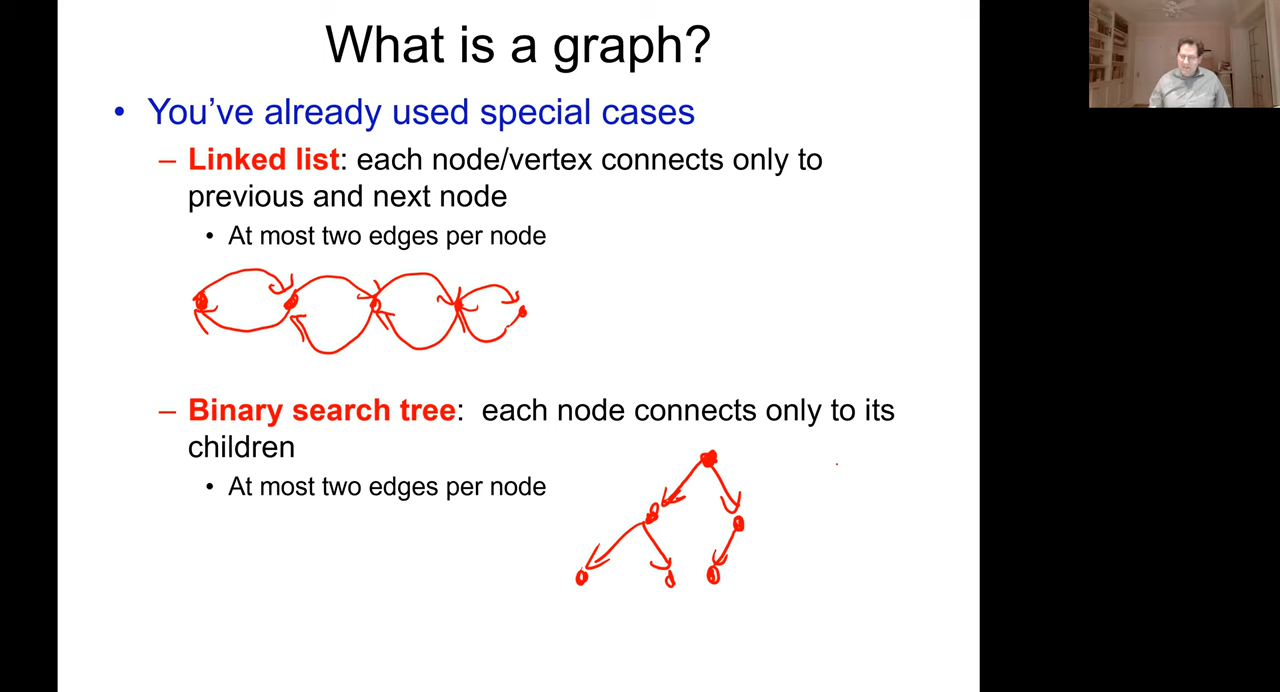 What is a graph?
• You’ve already used special cases
– Linked list: each node/vertex connects only to
previous and next node
• At most two edges per node
– Binary search tree: each node connects only to its
children
• At most two edges per node